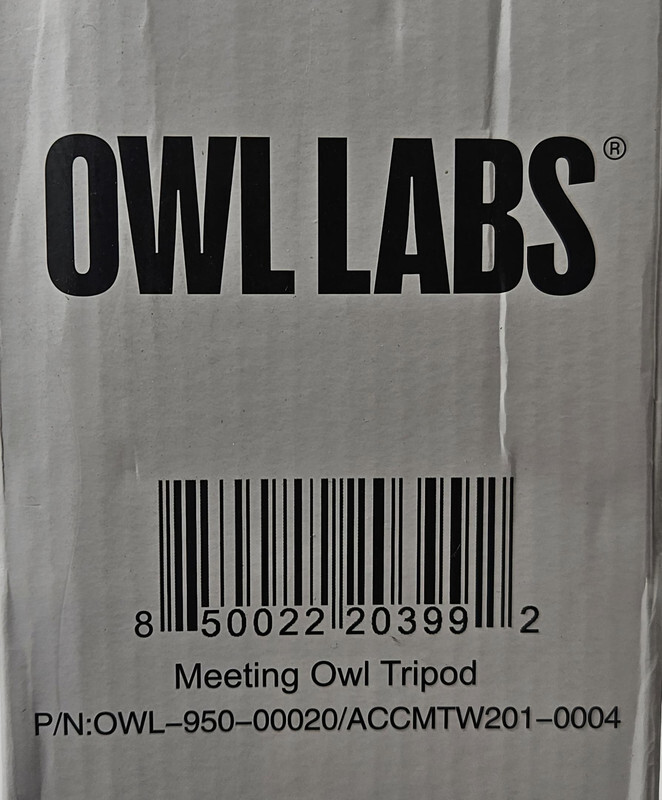 OWL LABS®
8 50022 20399 2
Meeting Owl Tripod
P/N:OWL–950–00020/ACCMTW201–0004